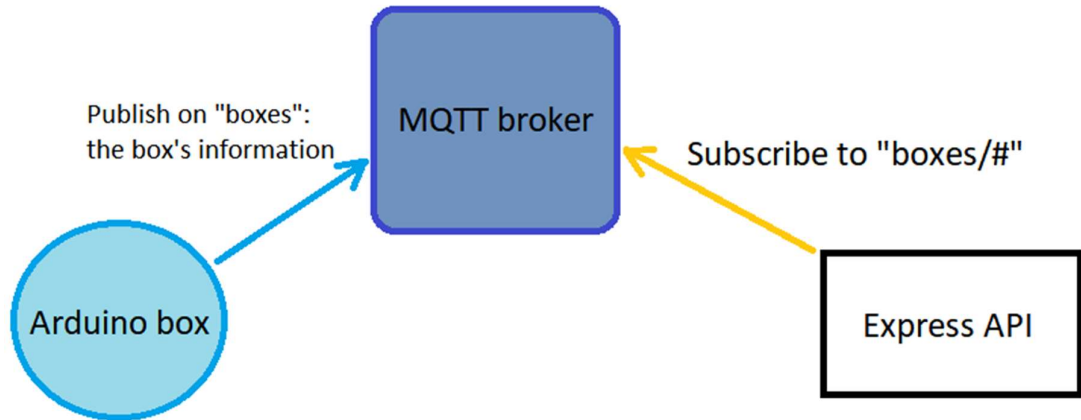 Publish on "boxes":
the box's information
MQTT broker
Subscribe to "boxes/#"
Arduino box
Express API